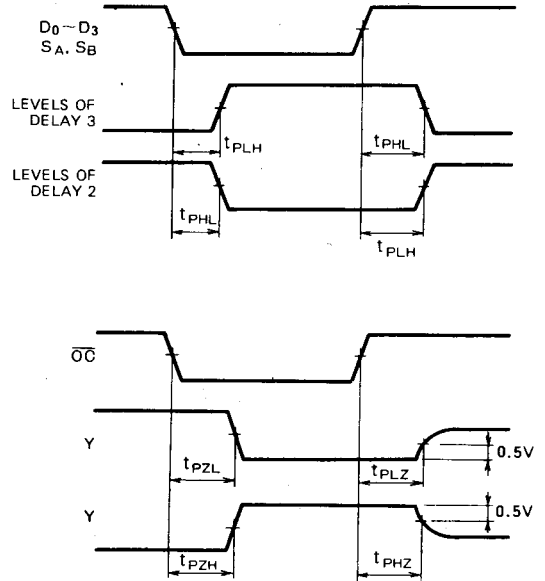 D0~D3
SA, SB
LEVELS OF
DELAY 3
tPLH
tPHL
LEVELS OF
DELAY 2
tPHL
tPLH
OC
Y
tPZL
tPLZ
0.5V
Y
tPZH
tPHZ
0.5V